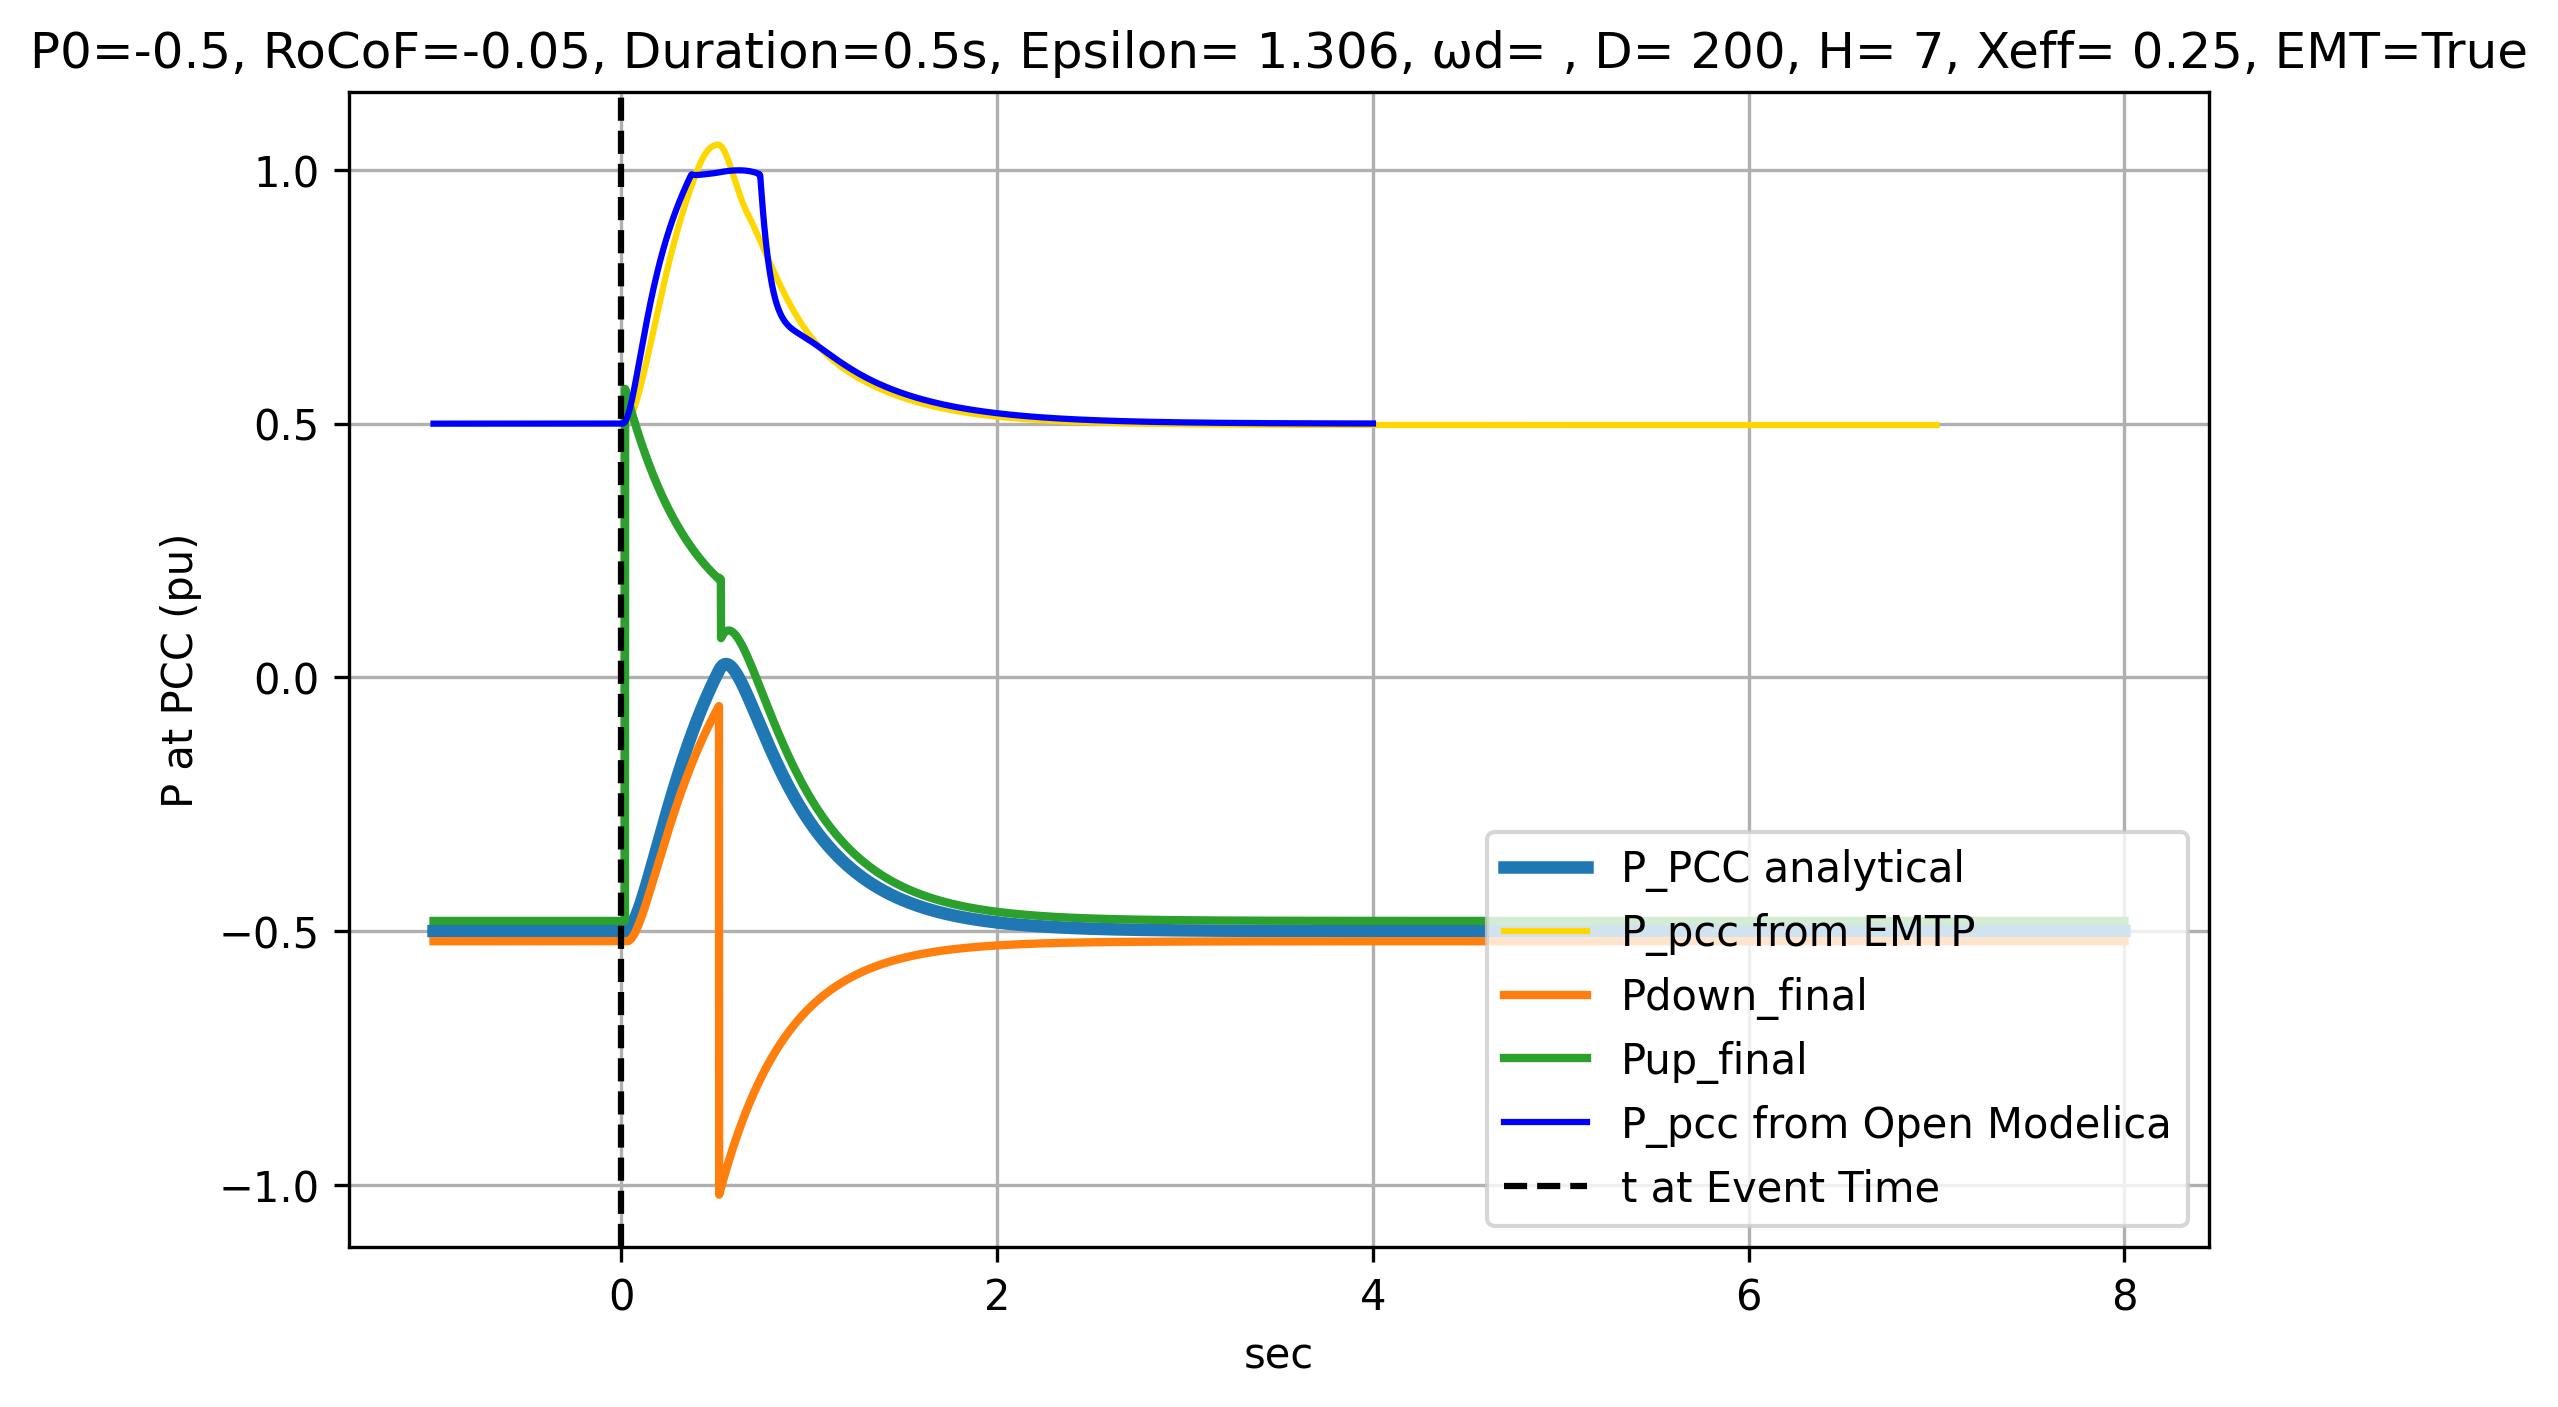 P0=-0.5, RoCoF=-0.05, Duration=0.5s, Epsilon= 1.306, ωd= , D= 200, H= 7, Xeff= 0.25, EMT=True
1.0
0.5
0.0
−0.5
−1.0
P at PCC (pu)
P_PCC analytical
P_pcc from EMTP
Pdown_final
Pup_final
P_pcc from Open Modelica
t at Event Time
0 2 4 6 8
sec